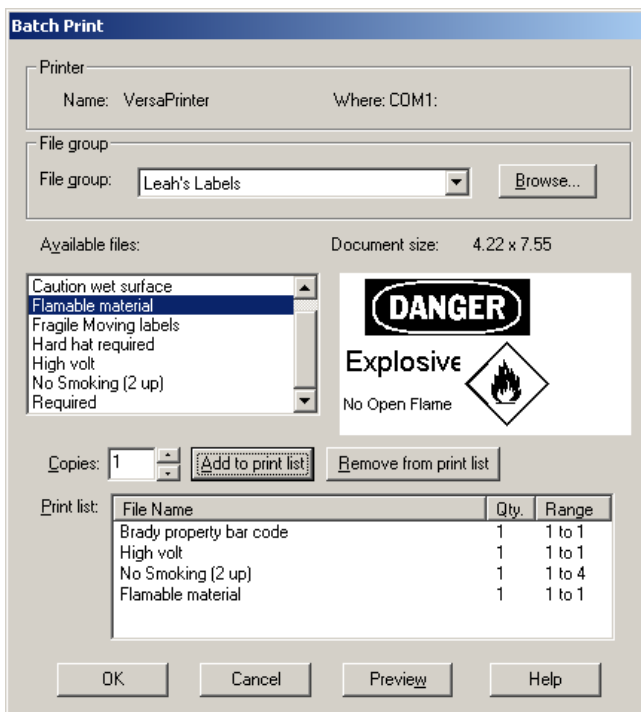 Batch Print
Printer
Name: VersaPrinter Where: COM1:
File group
File group: Leah's Labels Browse...
Available files: Document size: 4.22 x 7.55
Caution wet surface
Flamable material
Fragile Moving labels
Hard hat required
High volt
No Smoking (2 up)
Required
DANGER
Explosive
No Open Flame
Copies: 1 Add to print list Remove from print list
Print list: File Name Qty. Range
Brady property bar code 1 1 to 1
High volt 1 1 to 1
No Smoking (2 up) 1 1 to 4
Flamable material 1 1 to 1
OK Cancel Preview Help